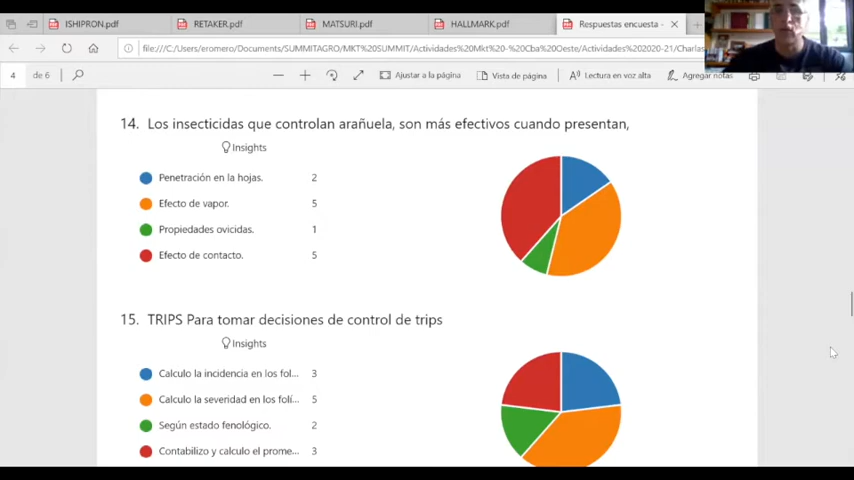 ISHIPRON.pdf
RETAKER.pdf
MATSURI.pdf
HALLMARK.pdf
Respuestas encuesta -
file:///C:/Users/eromero/Documents/SUMMITAGRO/MKT%20SUMMIT/Actividades%20Mkt%20-%20Cba%20Oeste/Actividades%202020-21/Charlas
4 de 6
Ajustar a la página
Vista de página
Lectura en voz alta
Agregar notas
14. Los insecticidas que controlan arañuela, son más efectivos cuando presentan,
Insights
Penetración en la hojas. 2
Efecto de vapor. 5
Propiedades ovicidas. 1
Efecto de contacto. 5
15. TRIPS Para tomar decisiones de control de trips
Insights
Calculo la incidencia en los fol... 3
Calculo la severidad en los folí... 5
Según estado fenológico. 2
Contabilizo y calculo el prome... 3